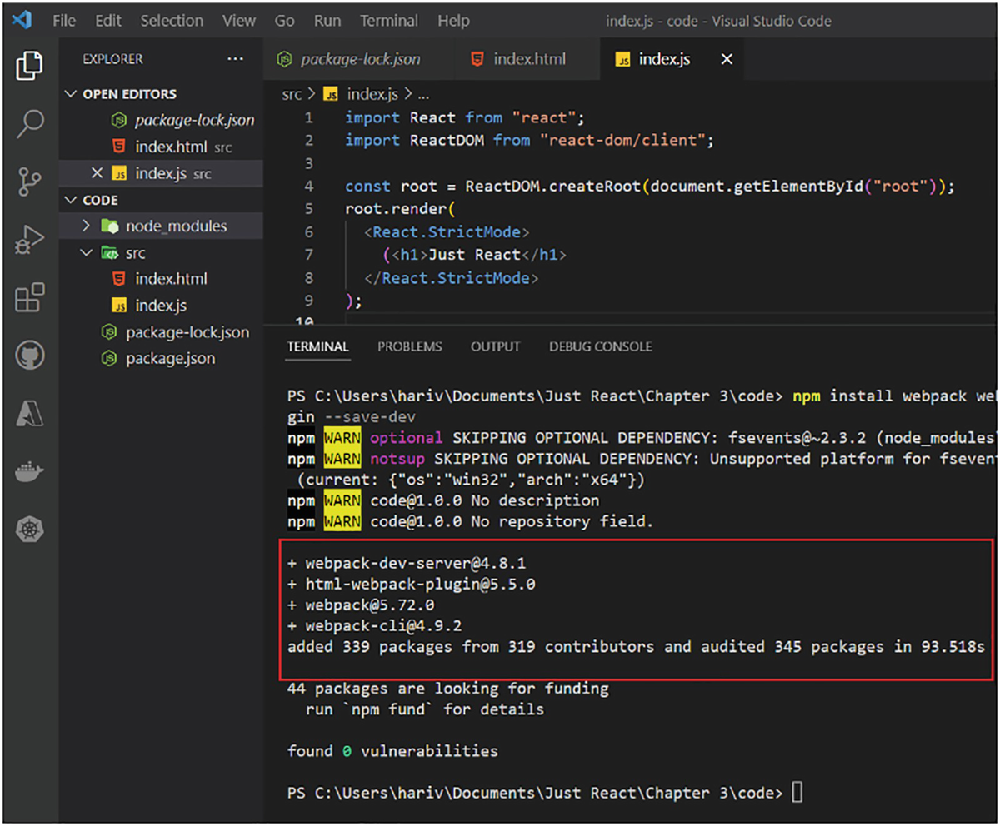 File Edit Selection View Go Run Terminal Help index.js - code - Visual Studio Code
EXPLORER ...
package-lock.json index.html JS index.js
OPEN EDITORS
package-lock.json
index.html src
JS index.js src
CODE
node_modules
src
index.html
JS index.js
package-lock.json
package.json
src > JS index.js > ...
1 import React from "react";
2 import ReactDOM from "react-dom/client";
3
4 const root = ReactDOM.createRoot(document.getElementById("root"));
5 root.render(
6 <React.StrictMode>
7 (<h1>Just React</h1>
8 </React.StrictMode>
9 );
10
TERMINAL PROBLEMS OUTPUT DEBUG CONSOLE
PS C:\Users\hariv\Documents\Just React\Chapter 3\code> npm install webpack we
gin --save-dev
npm WARN optional SKIPPING OPTIONAL DEPENDENCY: fsevents@~2.3.2 (node_modules
npm WARN notsup SKIPPING OPTIONAL DEPENDENCY: Unsupported platform for fseven
(current: {"os":"win32","arch":"x64"})
npm WARN code@1.0.0 No description
npm WARN code@1.0.0 No repository field.
+ webpack-dev-server@4.8.1
+ html-webpack-plugin@5.5.0
+ webpack@5.72.0
+ webpack-cli@4.9.2
added 339 packages from 319 contributors and audited 345 packages in 93.518s
44 packages are looking for funding
run `npm fund` for details
found 0 vulnerabilities
PS C:\Users\hariv\Documents\Just React\Chapter 3\code>